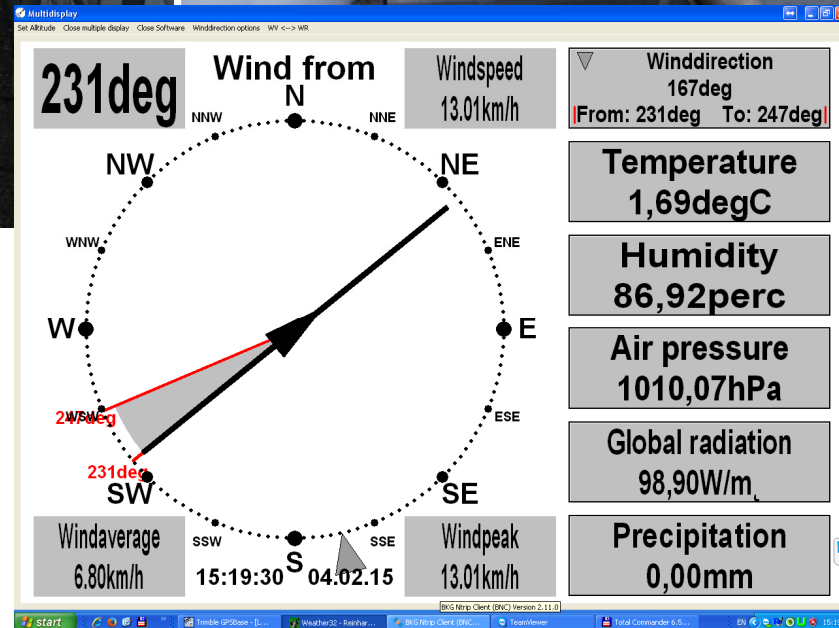 Multidisplay
Set Alltitude Close multiple display Close Software Winddirection options WV <--> WR
231deg
Wind from
Windspeed
13.01km/h
Winddirection
167deg
From: 231deg To: 247deg
N
NNW
NNE
NW
NE
Temperature
1,69degC
WNW
ENE
Humidity
86,92perc
W
E
Air pressure
1010,07hPa
WSW
247deg
ESE
Global radiation
98,90W/m
231deg
SW
SE
Windaverage
6.80km/h
SSW
S
SSE
15:19:30 04.02.15
Windpeak
13.01km/h
Precipitation
0,00mm
BKG Ntrip Client (BNC) Version 2.11.0
start
Trimble GPSBase - [L...
Weather32 - Reinhar...
BKG Ntrip Client (BNC...
TeamViewer
Total Commander 6.5...
EN